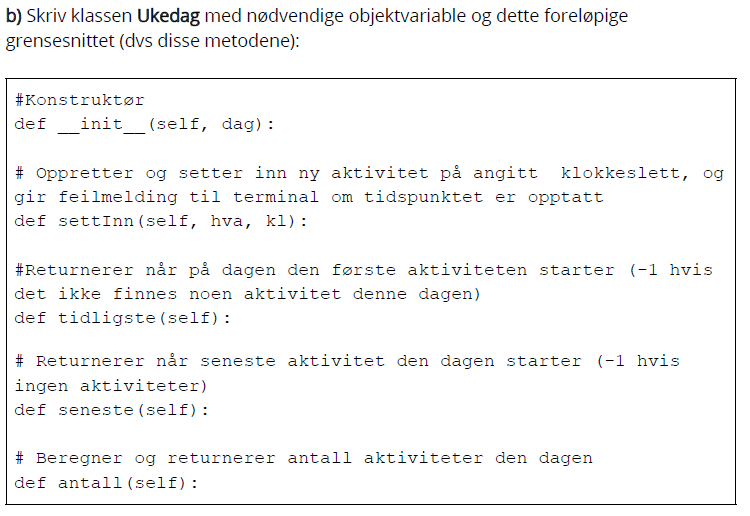 b) Skriv klassen Ukedag med nødvendige objektvariable og dette foreløpige
grensesnittet (dvs disse metodene):
#Konstruktør
def __init__(self, dag):
# Oppretter og setter inn ny aktivitet på angitt  klokkeslett, og
gir feilmelding til terminal om tidspunktet er opptatt
def settInn(self, hva, kl):
#Returnerer når på dagen den første aktiviteten starter (-1 hvis
det ikke finnes noen aktivitet denne dagen)
def tidligste(self):
# Returnerer når seneste aktivitet den dagen starter (-1 hvis
ingen aktiviteter)
def seneste(self):
# Beregner og returnerer antall aktiviteter den dagen
def antall(self):